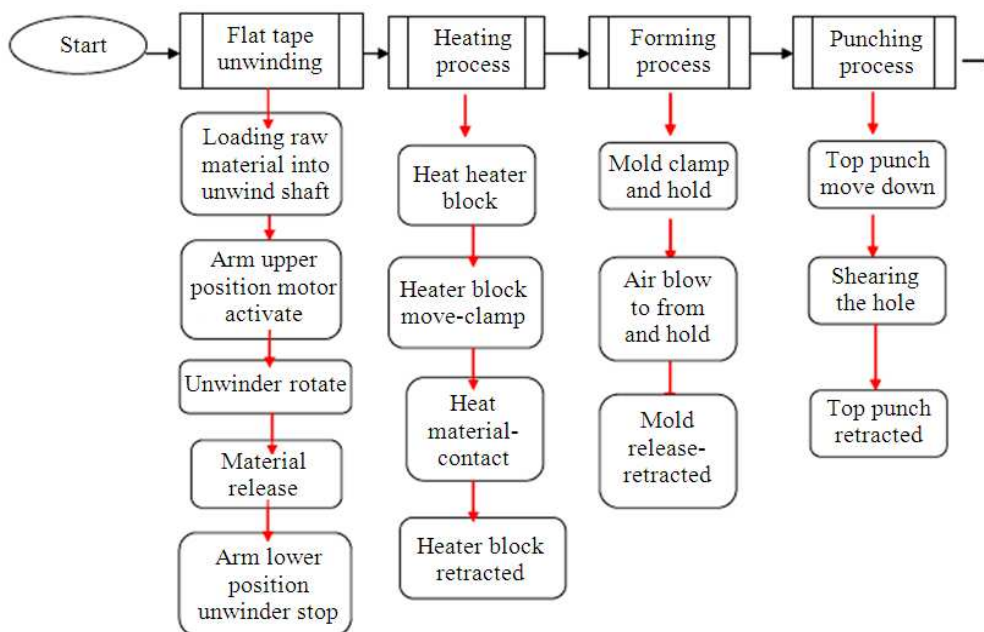 Start
Flat tape
unwinding
Heating
process
Forming
process
Punching
process
Loading raw
material into
unwind shaft
Arm upper
position motor
activate
Unwinder rotate
Material
release
Arm lower
position
unwinder stop
Heat heater
block
Heater block
move-clamp
Heat
material-
contact
Heater block
retracted
Mold clamp
and hold
Air blow
to from
and hold
Mold
release-
retracted
Top punch
move down
Shearing
the hole
Top punch
retracted